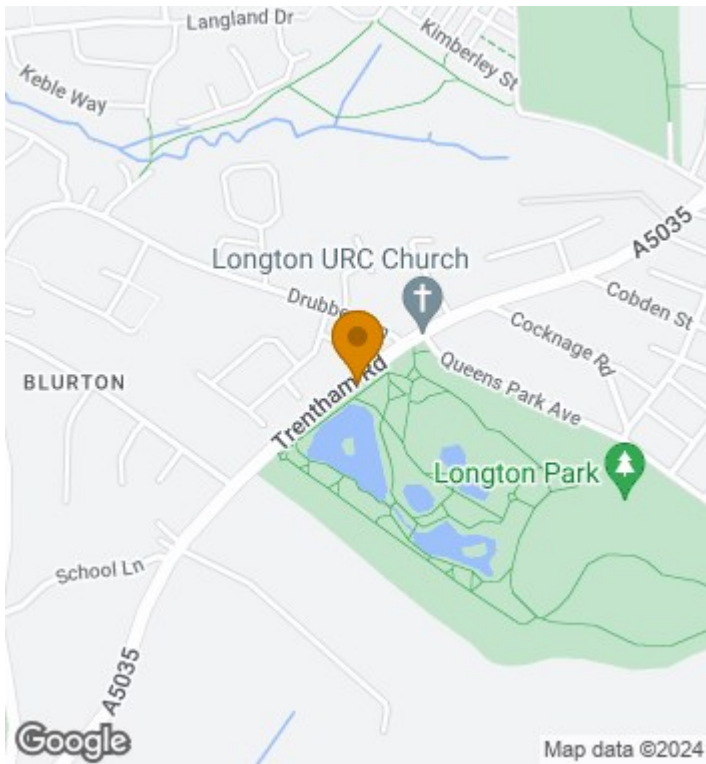 Langland Dr
Kimberley St
Keble Way
A5035
Longton URC Church
Cobden St
Cocknage Rd
BLURTON
Trentham Rd
Queens Park Ave
Longton Park
School Ln
A5035
Google
Map data ©2024